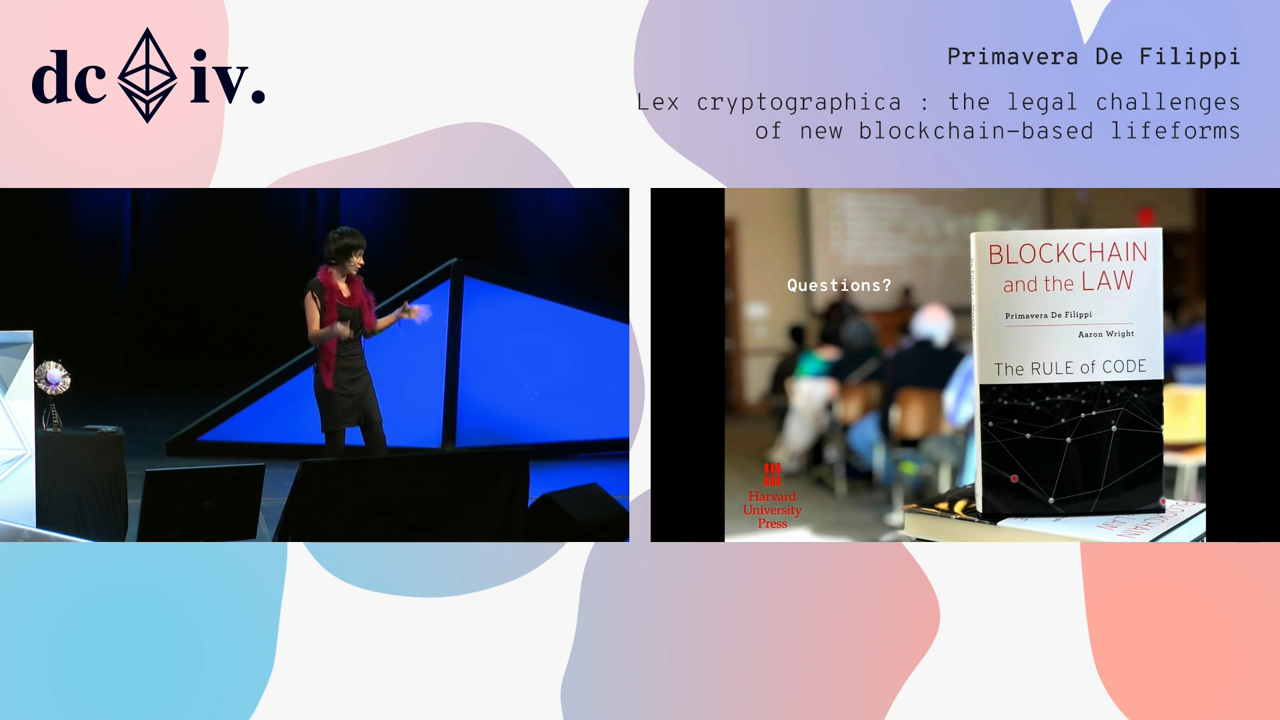 dc iv.
Primavera De Filippi
Lex cryptographica : the legal challenges
of new blockchain-based lifeforms
Questions?
BLOCKCHAIN
and the LAW
Primavera De Filippi
Aaron Wright
The RULE of CODE
Harvard
University
Press